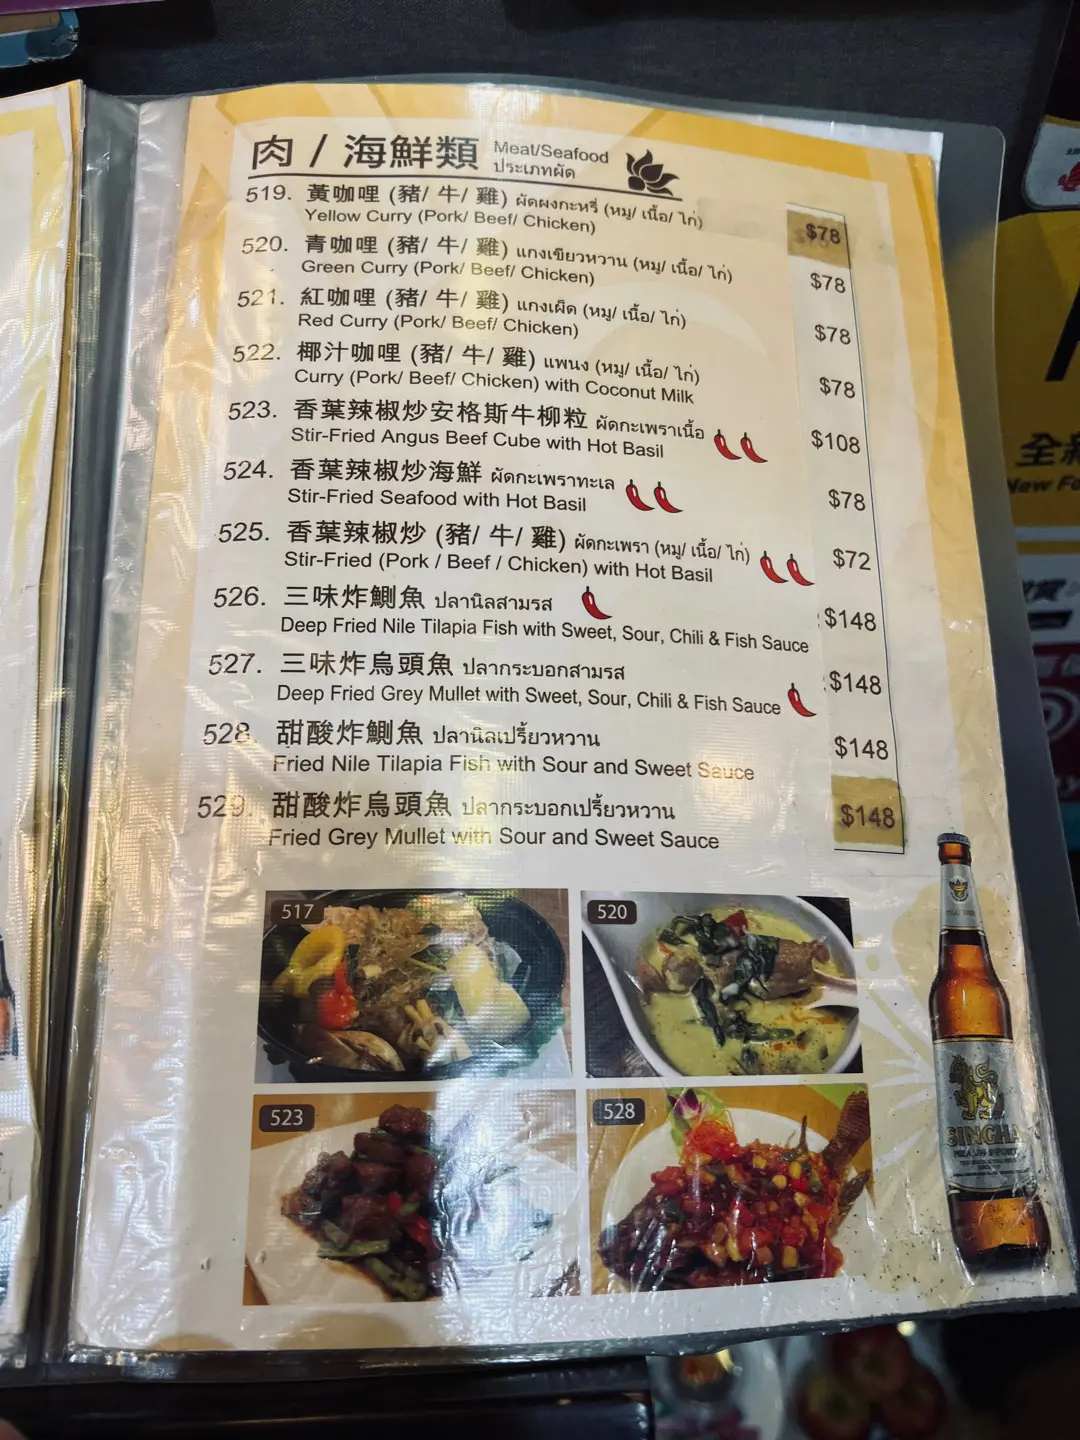 肉 / 海鮮類 Meat/Seafood
ประเภทผัด
519. 黃咖哩 (豬/ 牛/ 雞) ผัดผงกะหรี่ (หมู/ เนื้อ/ ไก่)
Yellow Curry (Pork/ Beef/ Chicken)
$78
520. 青咖哩 (豬/ 牛/ 雞) แกงเขียวหวาน (หมู/ เนื้อ/ ไก่)
Green Curry (Pork/ Beef/ Chicken)
$78
521. 紅咖哩 (豬/ 牛/ 雞) แกงเผ็ด (หมู/ เนื้อ/ ไก่)
Red Curry (Pork/ Beef/ Chicken)
$78
522. 椰汁咖哩 (豬/ 牛/ 雞) แพนง (หมู/ เนื้อ/ ไก่)
Curry (Pork/ Beef/ Chicken) with Coconut Milk
$78
523. 香葉辣椒炒安格斯牛柳粒 ผัดกะเพราเนื้อ
Stir-Fried Angus Beef Cube with Hot Basil
$108
524. 香葉辣椒炒海鮮 ผัดกะเพราทะเล
Stir-Fried Seafood with Hot Basil
$78
525. 香葉辣椒炒 (豬/ 牛/ 雞) ผัดกะเพรา (หมู/ เนื้อ/ ไก่)
Stir-Fried (Pork / Beef / Chicken) with Hot Basil
$72
526. 三味炸鰂魚 ปลานิลสามรส
Deep Fried Nile Tilapia Fish with Sweet, Sour, Chili & Fish Sauce
$148
527. 三味炸烏頭魚 ปลากระบอกสามรส
Deep Fried Grey Mullet with Sweet, Sour, Chili & Fish Sauce
$148
528. 甜酸炸鰂魚 ปลานิลเปรี้ยวหวาน
Fried Nile Tilapia Fish with Sour and Sweet Sauce
$148
529. 甜酸炸烏頭魚 ปลากระบอกเปรี้ยวหวาน
Fried Grey Mullet with Sour and Sweet Sauce
$148
517
520
523
528
SINGHA